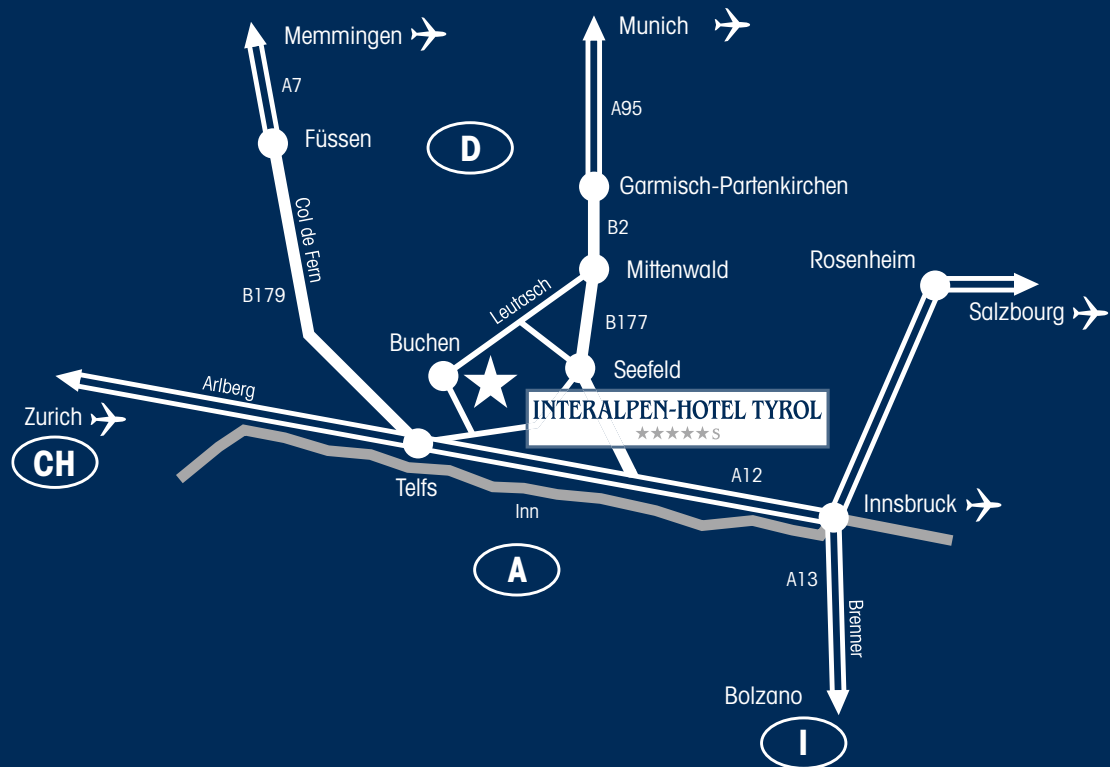 Memmingen
Munich
A7
A95
Füssen
D
Garmisch-Partenkirchen
Col de Fern
B2
Rosenheim
Mittenwald
B179
Leutasch
Salzbourg
B177
Buchen
Seefeld
Arlberg
INTERALPEN-HOTEL TYROL
★★★★★S
Zurich
CH
A12
Telfs
Innsbruck
Inn
A
A13
Brenner
Bolzano
I